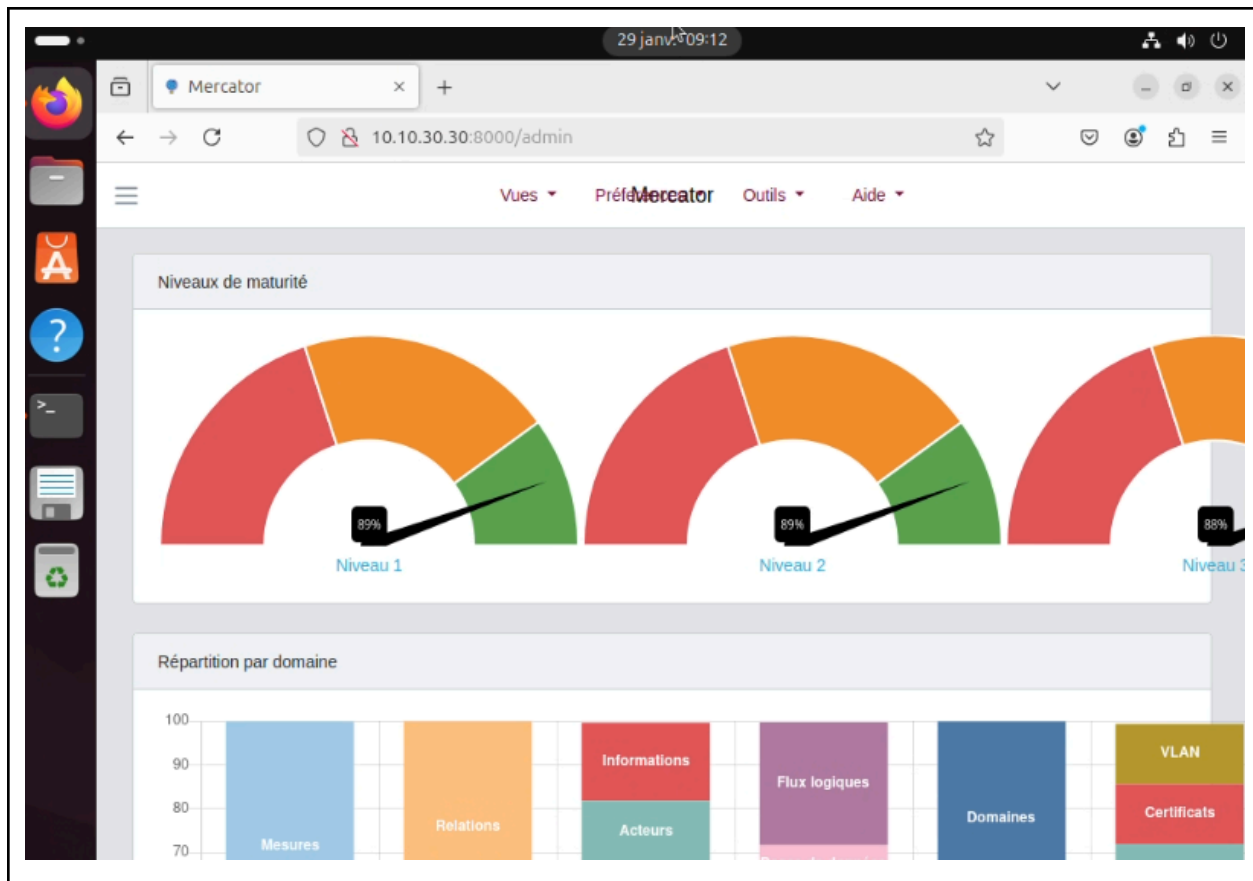 29 janv. 09:12
Mercator
10.10.30.30:8000/admin
Vues
Préférences
Mercator
Outils
Aide
Niveaux de maturité
89%
89%
88%
Niveau 1
Niveau 2
Niveau 3
Répartition par domaine
100
90
80
70
Mesures
Relations
Informations
Acteurs
Flux logiques
Domaines
VLAN
Certificats